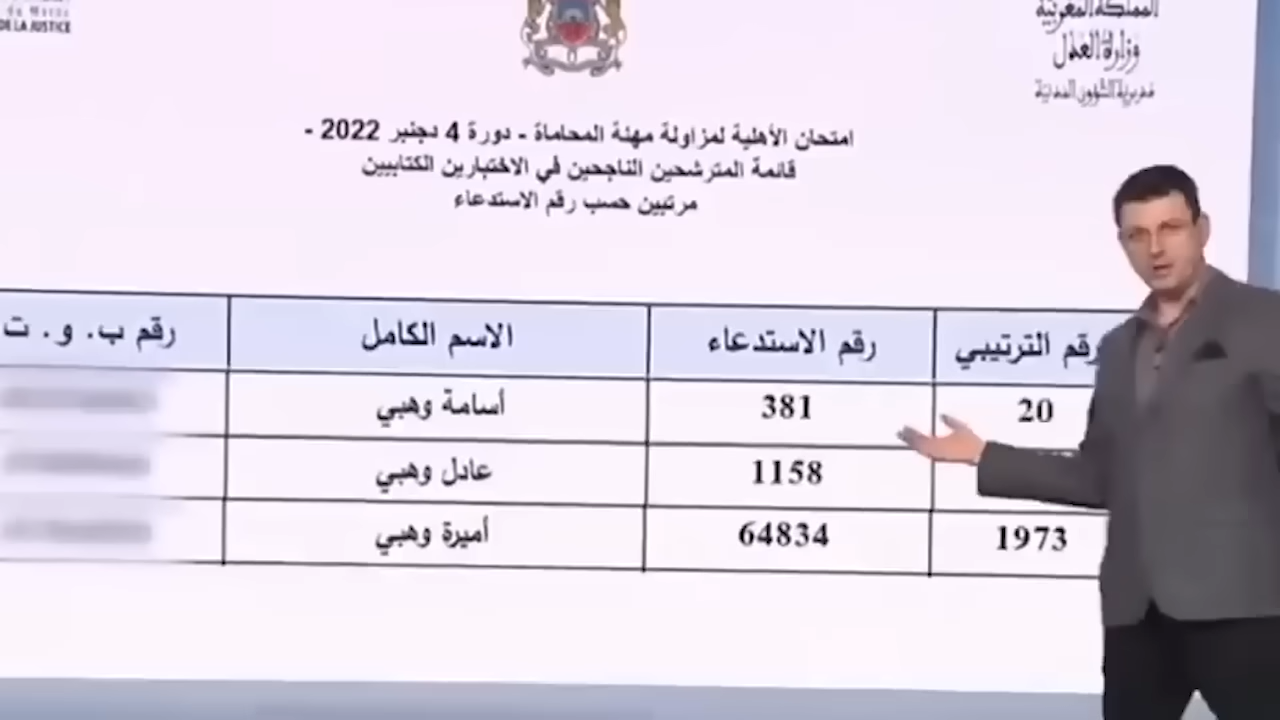 DE LA JUSTICE
المملكة المغربية
وزارة العدل
مديرية الشؤون المدنية
امتحان الأهلية لمزاولة مهنة المحاماة - دورة 4 دجنبر 2022 -
قائمة المترشحين الناجحين في الاختبارين الكتابيين
مرتبين حسب رقم الاستدعاء
رقم الترتيبي رقم الاستدعاء الاسم الكامل رقم ب. و. ت
20 381 أسامة وهبي
1158 عادل وهبي
1973 64834 أميرة وهبي